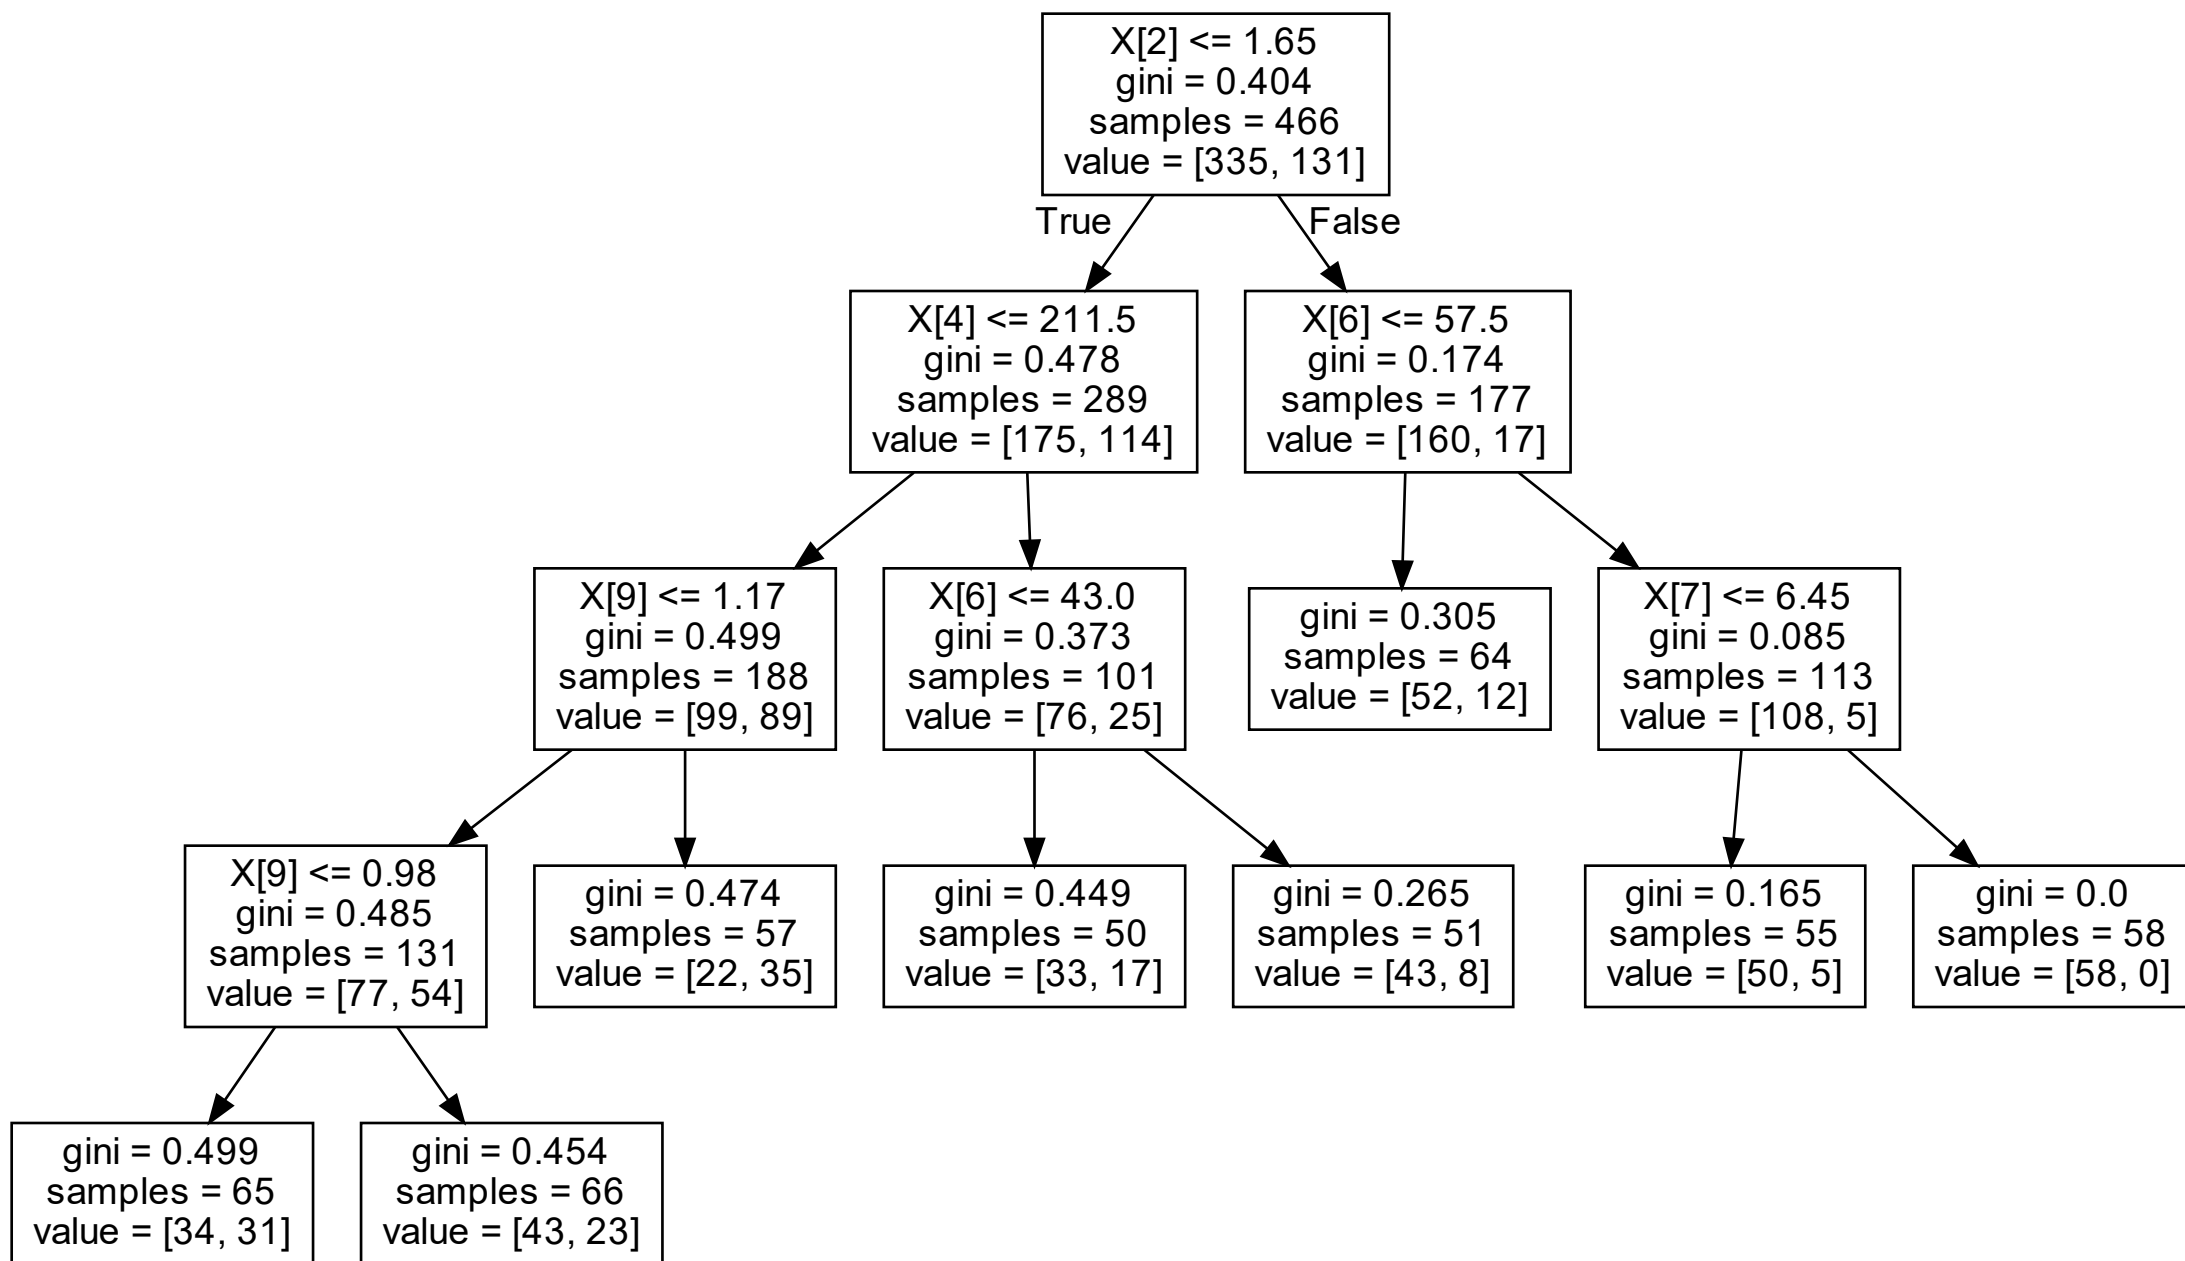 X[2] <= 1.65
gini = 0.404
samples = 466
value = [335, 131]
True
False
X[4] <= 211.5
gini = 0.478
samples = 289
value = [175, 114]
X[6] <= 57.5
gini = 0.174
samples = 177
value = [160, 17]
X[9] <= 1.17
gini = 0.499
samples = 188
value = [99, 89]
X[6] <= 43.0
gini = 0.373
samples = 101
value = [76, 25]
gini = 0.305
samples = 64
value = [52, 12]
X[7] <= 6.45
gini = 0.085
samples = 113
value = [108, 5]
X[9] <= 0.98
gini = 0.485
samples = 131
value = [77, 54]
gini = 0.474
samples = 57
value = [22, 35]
gini = 0.449
samples = 50
value = [33, 17]
gini = 0.265
samples = 51
value = [43, 8]
gini = 0.165
samples = 55
value = [50, 5]
gini = 0.0
samples = 58
value = [58, 0]
gini = 0.499
samples = 65
value = [34, 31]
gini = 0.454
samples = 66
value = [43, 23]